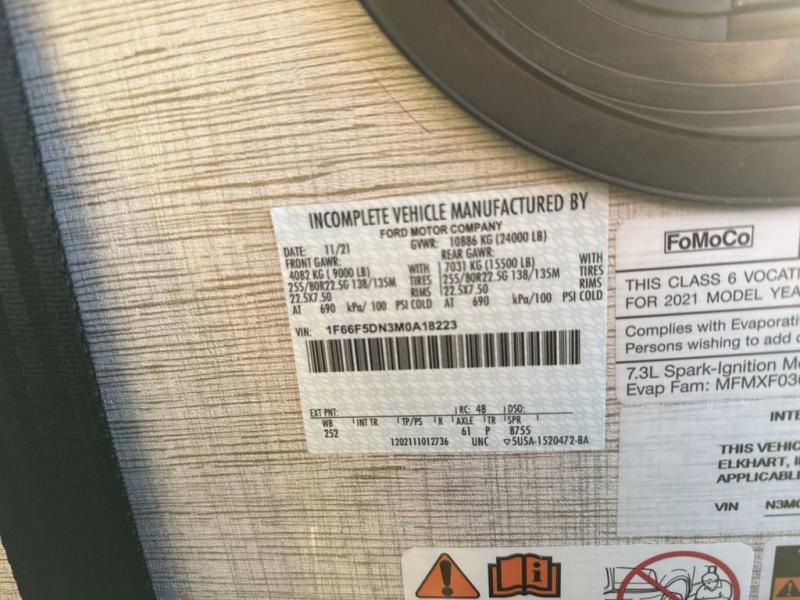 INCOMPLETE VEHICLE MANUFACTURED BY
FORD MOTOR COMPANY
DATE: 11/21 GVWR: 10886 KG (24000 LB)
FRONT GAWR: REAR GAWR:
4082 KG (9000 LB) WITH 7031 KG (15500 LB) WITH
255/80R22.5G 138/135M TIRES 255/80R22.5G 138/135M TIRES
22.5X7.50 RIMS 22.5X7.50 RIMS
AT 690 kPa/ 100 PSI COLD AT 690 kPa/100 PSI COLD
VIN: 1F66F5DN3M0A18223
EXT PNT: RC: 48 DSO:
WB INT TR TP/PS R AXLE TR SPR
252 61 P 8755
1202111012736 UNC ▽5USA-1520472-BA
FoMoCo
THIS CLASS 6 VOCATI
FOR 2021 MODEL YEA
Complies with Evaporati
Persons wishing to add
7.3L Spark-Ignition Mo
Evap Fam: MFMXF03
INTE
THIS VEHIC
ELKHART,
APPLICABL
VIN N3M0